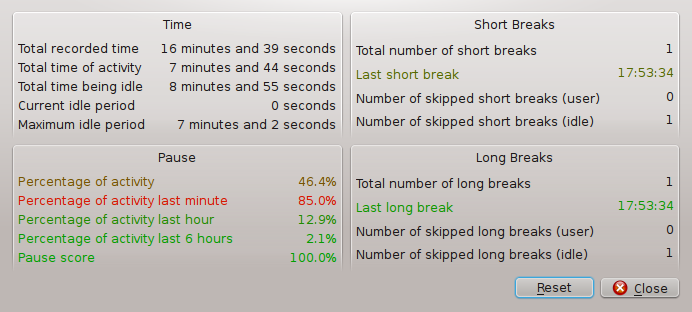 Time
Total recorded time 16 minutes and 39 seconds
Total time of activity 7 minutes and 44 seconds
Total time being idle 8 minutes and 55 seconds
Current idle period 0 seconds
Maximum idle period 7 minutes and 2 seconds
Short Breaks
Total number of short breaks 1
Last short break 17:53:34
Number of skipped short breaks (user) 0
Number of skipped short breaks (idle) 1
Pause
Percentage of activity 46.4%
Percentage of activity last minute 85.0%
Percentage of activity last hour 12.9%
Percentage of activity last 6 hours 2.1%
Pause score 100.0%
Long Breaks
Total number of long breaks 1
Last long break 17:53:34
Number of skipped long breaks (user) 0
Number of skipped long breaks (idle) 1
Reset
Close